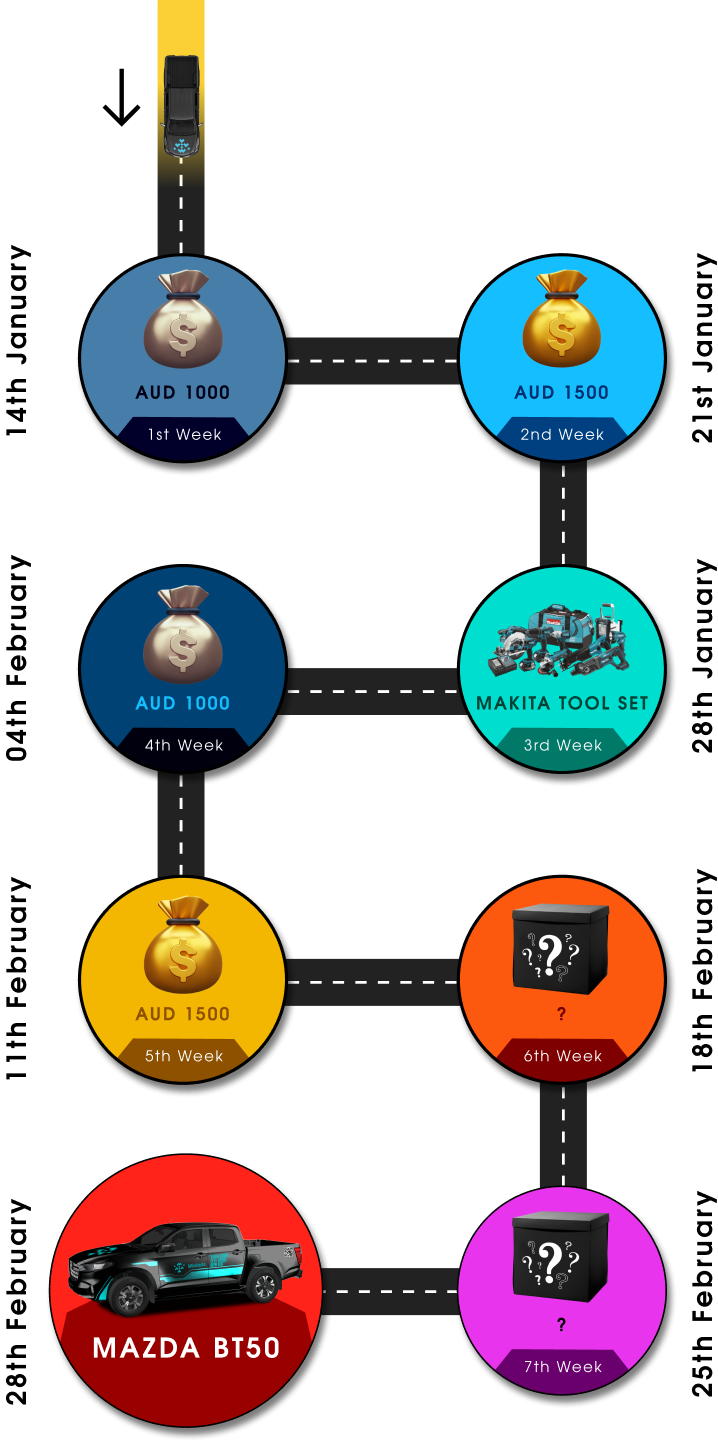 14th January
AUD 1000
1st Week
21st January
AUD 1500
2nd Week
28th January
MAKITA TOOL SET
3rd Week
04th February
AUD 1000
4th Week
11th February
AUD 1500
5th Week
18th February
?
6th Week
25th February
?
7th Week
28th February
MAZDA BT50